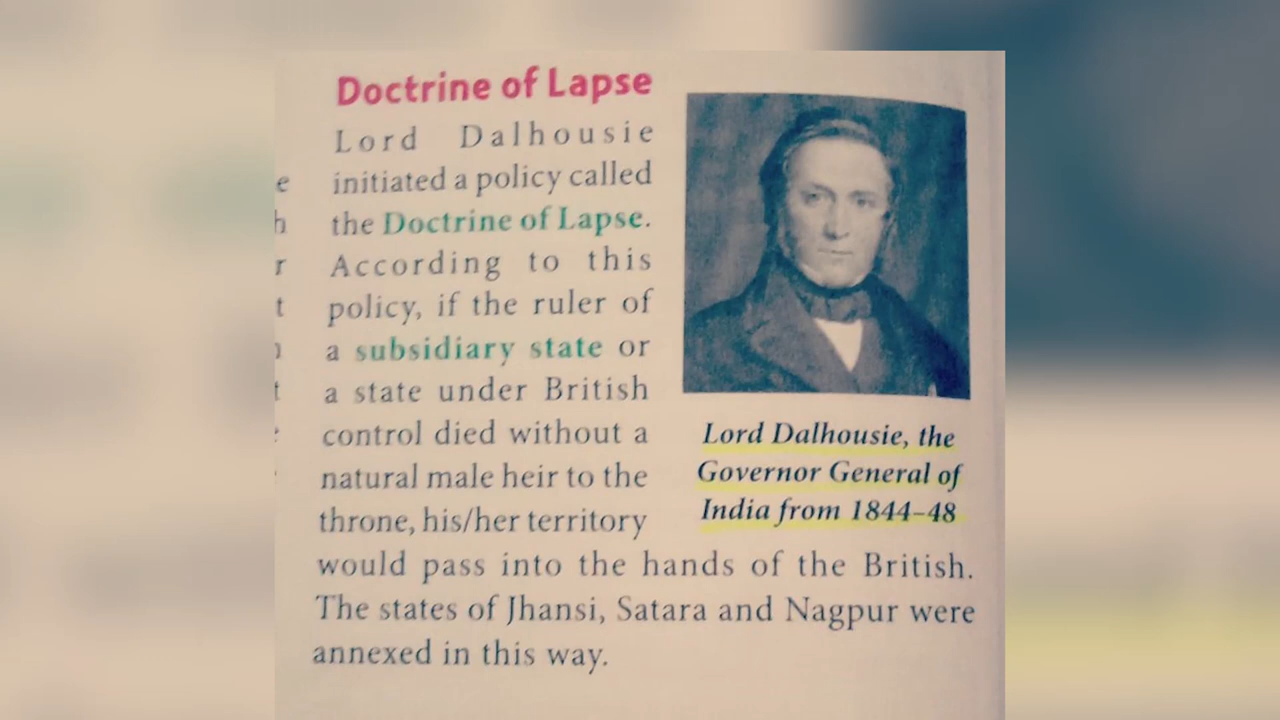 Doctrine of Lapse
Lord Dalhousie
initiated a policy called
the Doctrine of Lapse.
According to this
policy, if the ruler of
a subsidiary state or
a state under British
control died without a
natural male heir to the
throne, his/her territory
would pass into the hands of the British.
The states of Jhansi, Satara and Nagpur were
annexed in this way.
Lord Dalhousie, the
Governor General of
India from 1844–48